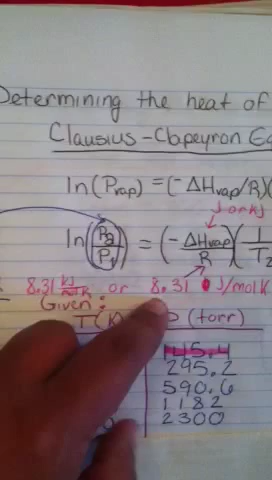 Determining the heat of
Clausius-Clapeyron Eq
ln(Pvap) = (-ΔHvap/R)(
J or kJ
ln(P2/P1) = (-ΔHvap/R)(1/T2
8.31 kJ/mol K or 8.31 J/mol K
Given:
T(K) P (torr)
145.4
295.2
590.6
1182
2300